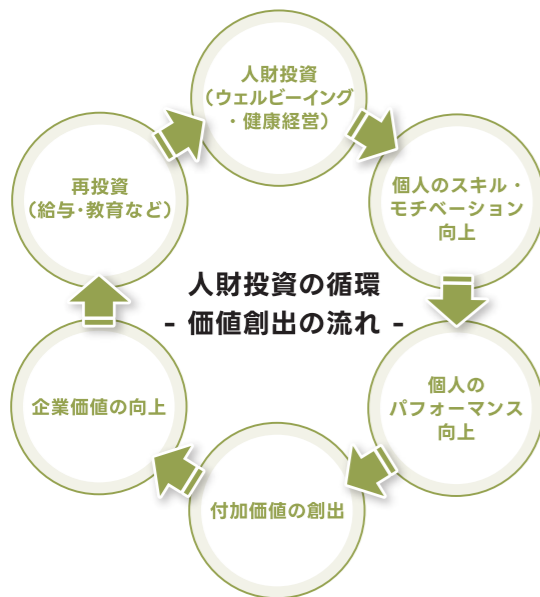 人財投資
（ウェルビーイング
・健康経営）
個人のスキル・
モチベーション
向上
個人の
パフォーマンス
向上
付加価値の創出
企業価値の向上
再投資
（給与・教育など）
人財投資の循環
- 価値創出の流れ -